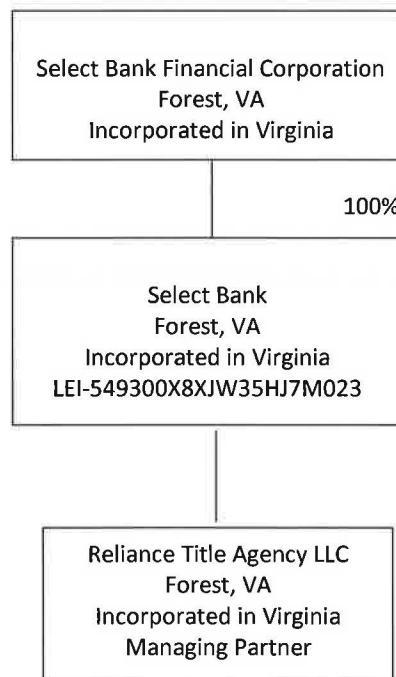 Select Bank Financial Corporation
Forest, VA
Incorporated in Virginia
100%
Select Bank
Forest, VA
Incorporated in Virginia
LEI-549300X8XJW35HJ7M023
Reliance Title Agency LLC
Forest, VA
Incorporated in Virginia
Managing Partner